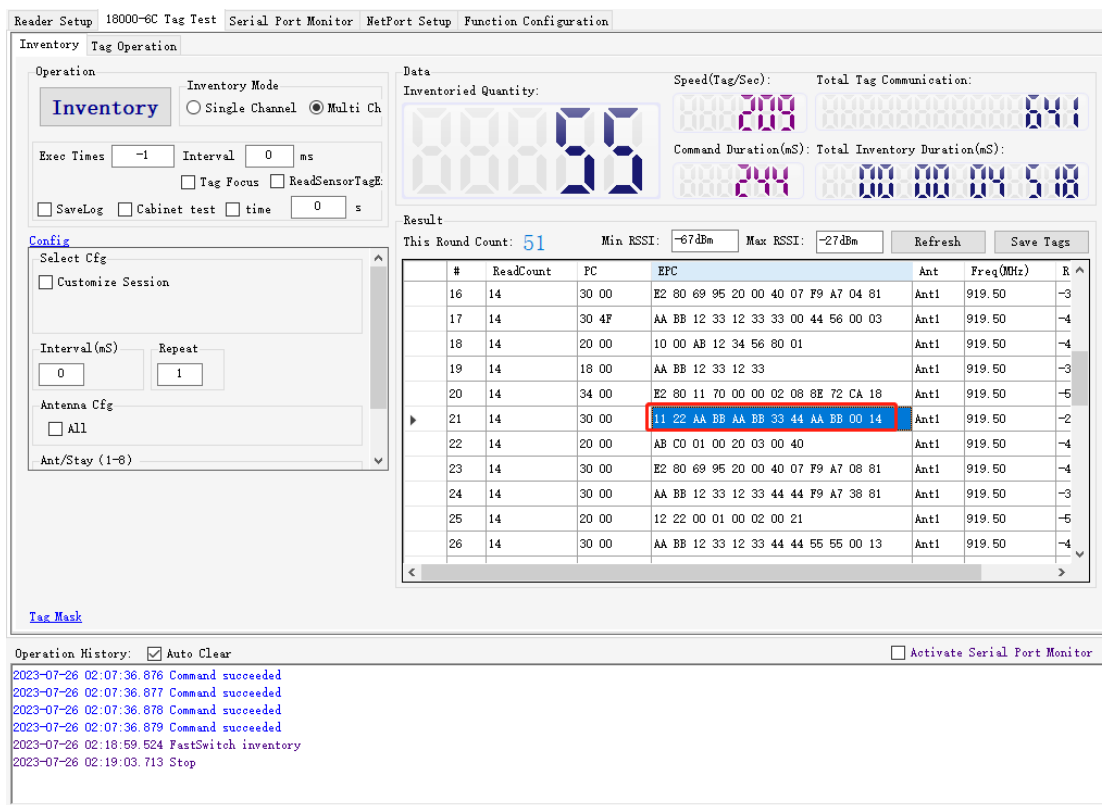 Reader Setup 18000-6C Tag Test Serial Port Monitor NetPort Setup Function Configuration
Inventory Tag Operation
Operation
Inventory
Inventory Mode
Single Channel Multi Ch
Exec Times -1 Interval 0 ms
Tag Focus ReadSensorTagE
SaveLog Cabinet test time 0 s
Config
Select Cfg
Customize Session
Interval(mS) Repeat
0 1
Antenna Cfg
All
Ant/Stay (1-8)
Tag Mask
Data
Inventoried Quantity:
55
Speed(Tag/Sec): Total Tag Communication:
209 641
Command Duration(mS): Total Inventory Duration(mS):
244 00 00 04 5 18
Result
This Round Count: 51 Min RSSI: -67dBm Max RSSI: -27dBm Refresh Save Tags
# ReadCount PC EPC Ant Freq(MHz) R
16 14 30 00 E2 80 69 95 20 00 40 07 F9 A7 04 81 Ant1 919.50 -3
17 14 30 4F AA BB 12 33 12 33 33 00 44 56 00 03 Ant1 919.50 -4
18 14 20 00 10 00 AB 12 34 56 80 01 Ant1 919.50 -4
19 14 18 00 AA BB 12 33 12 33 Ant1 919.50 -3
20 14 34 00 E2 80 11 70 00 00 02 08 8E 72 CA 18 Ant1 919.50 -5
21 14 30 00 11 22 AA BB AA BB 33 44 AA BB 00 14 Ant1 919.50 -2
22 14 20 00 AB C0 01 00 20 03 00 40 Ant1 919.50 -4
23 14 30 00 E2 80 69 95 20 00 40 07 F9 A7 08 81 Ant1 919.50 -4
24 14 30 00 AA BB 12 33 12 33 44 44 F9 A7 38 81 Ant1 919.50 -3
25 14 20 00 12 22 00 01 00 02 00 21 Ant1 919.50 -5
26 14 30 00 AA BB 12 33 12 33 44 44 55 55 00 13 Ant1 919.50 -4
Operation History: Auto Clear Activate Serial Port Monitor
2023-07-26 02:07:36.876 Command succeeded
2023-07-26 02:07:36.877 Command succeeded
2023-07-26 02:07:36.878 Command succeeded
2023-07-26 02:07:36.879 Command succeeded
2023-07-26 02:18:59.524 FastSwitch inventory
2023-07-26 02:19:03.713 Stop